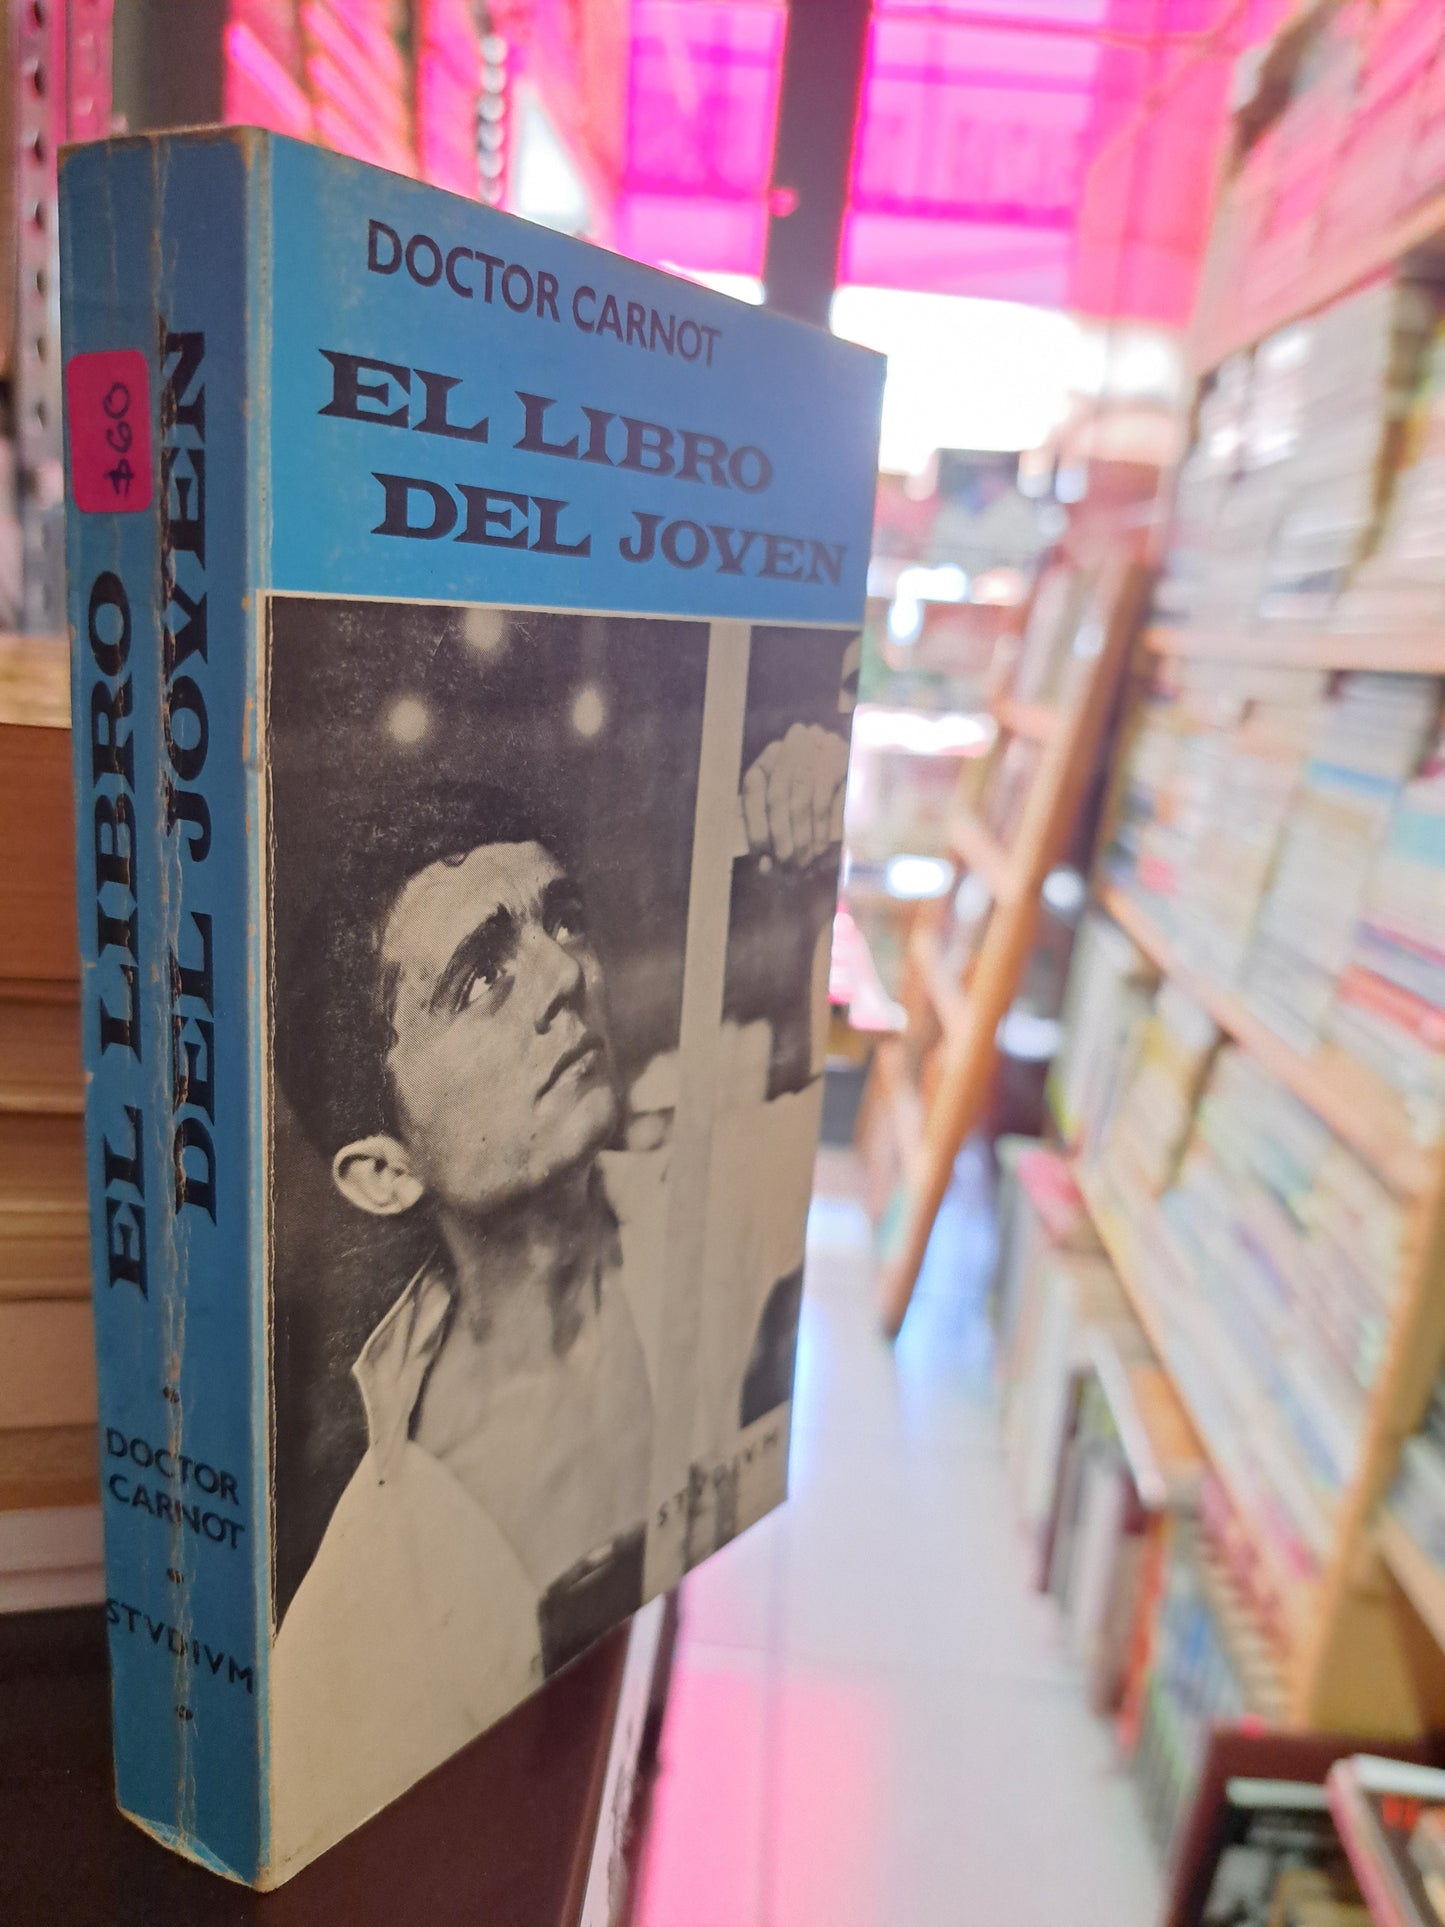 DOCTOR CARNOT
EL LIBRO
DEL JOVEN
STVDIVM
$60
EL LIBRO
DEL JOVEN
DOCTOR
CARNOT
STVDIVM